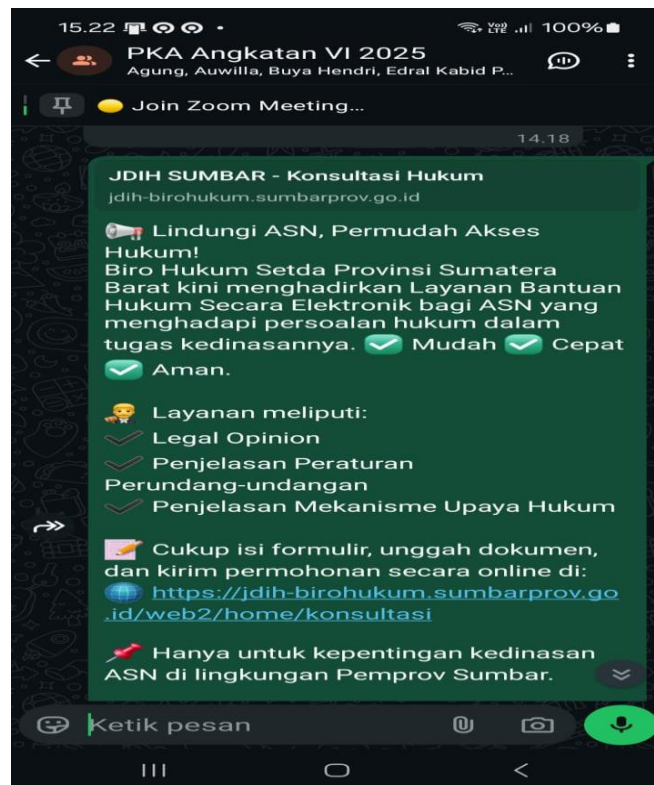 15.22 100%
PKA Angkatan VI 2025
Agung, Auwilla, Buya Hendri, Edral Kabid P...
Join Zoom Meeting...
14.18
JDIH SUMBAR - Konsultasi Hukum
jdih-birohukum.sumbarprov.go.id
Lindungi ASN, Permudah Akses
Hukum!
Biro Hukum Setda Provinsi Sumatera
Barat kini menghadirkan Layanan Bantuan
Hukum Secara Elektronik bagi ASN yang
menghadapi persoalan hukum dalam
tugas kedinasannya. ✅ Mudah ✅ Cepat
✅ Aman.
Layanan meliputi:
✔ Legal Opinion
✔ Penjelasan Peraturan
Perundang-undangan
✔ Penjelasan Mekanisme Upaya Hukum
📝 Cukup isi formulir, unggah dokumen,
dan kirim permohonan secara online di:
🌐 https://jdih-birohukum.sumbarprov.go
.id/web2/home/konsultasi
📌 Hanya untuk kepentingan kedinasan
ASN di lingkungan Pemprov Sumbar.
Ketik pesan